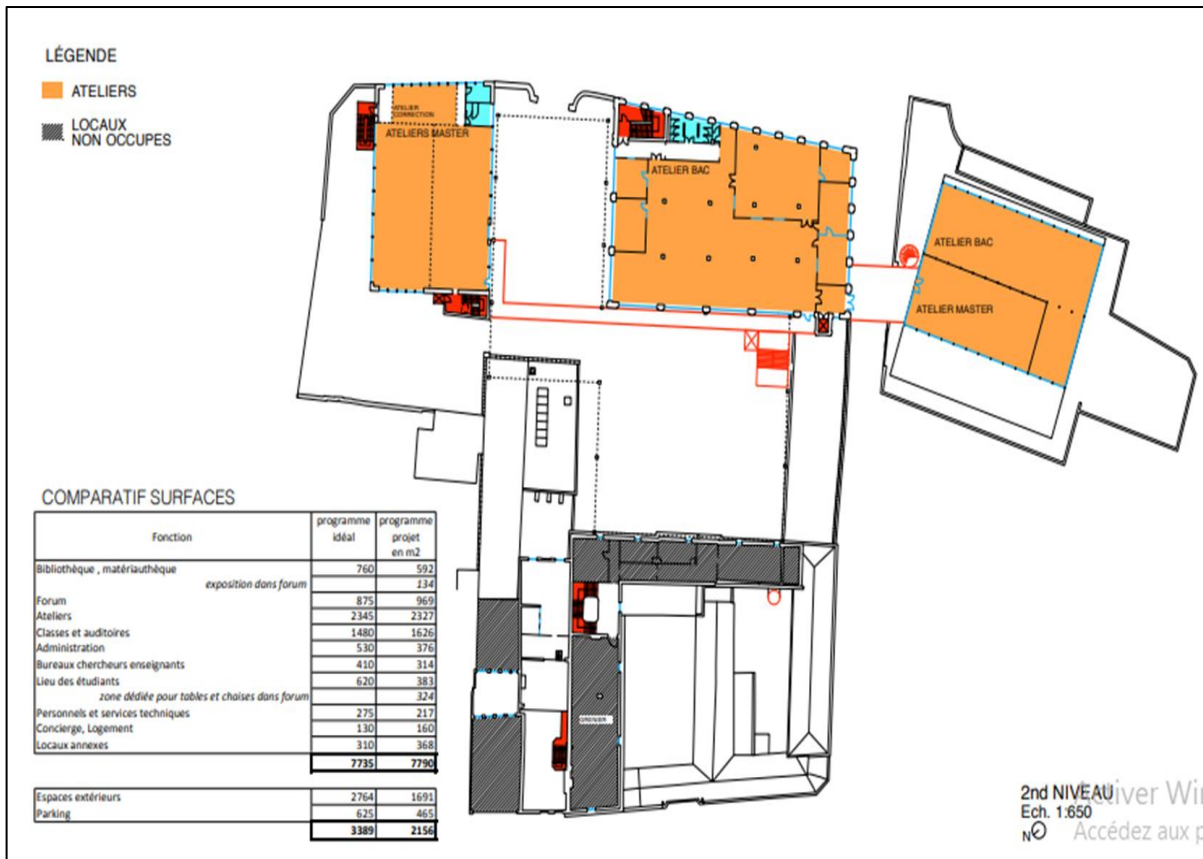 LÉGENDE
ATELIERS
LOCAUX
NON OCCUPES
ATELIER
CORRECTION
ATELIERS MASTER
ATELIER BAC
ATELIER BAC
ATELIER MASTER
GRENIER
COMPARATIF SURFACES
Fonction programme idéal programme projet en m2
Bibliothèque , matériauthèque 760 592
exposition dans forum 134
Forum 875 969
Ateliers 2345 2327
Classes et auditoires 1480 1626
Administration 530 376
Bureaux chercheurs enseignants 410 314
Lieu des étudiants 620 383
zone dédiée pour tables et chaises dans forum 324
Personnels et services techniques 275 217
Concierge, Logement 130 160
Locaux annexes 310 368
7735 7790
Espaces extérieurs 2764 1691
Parking 625 465
3389 2156
2nd NIVEAU
Ech. 1:650
N
Activer Win
Accédez aux p